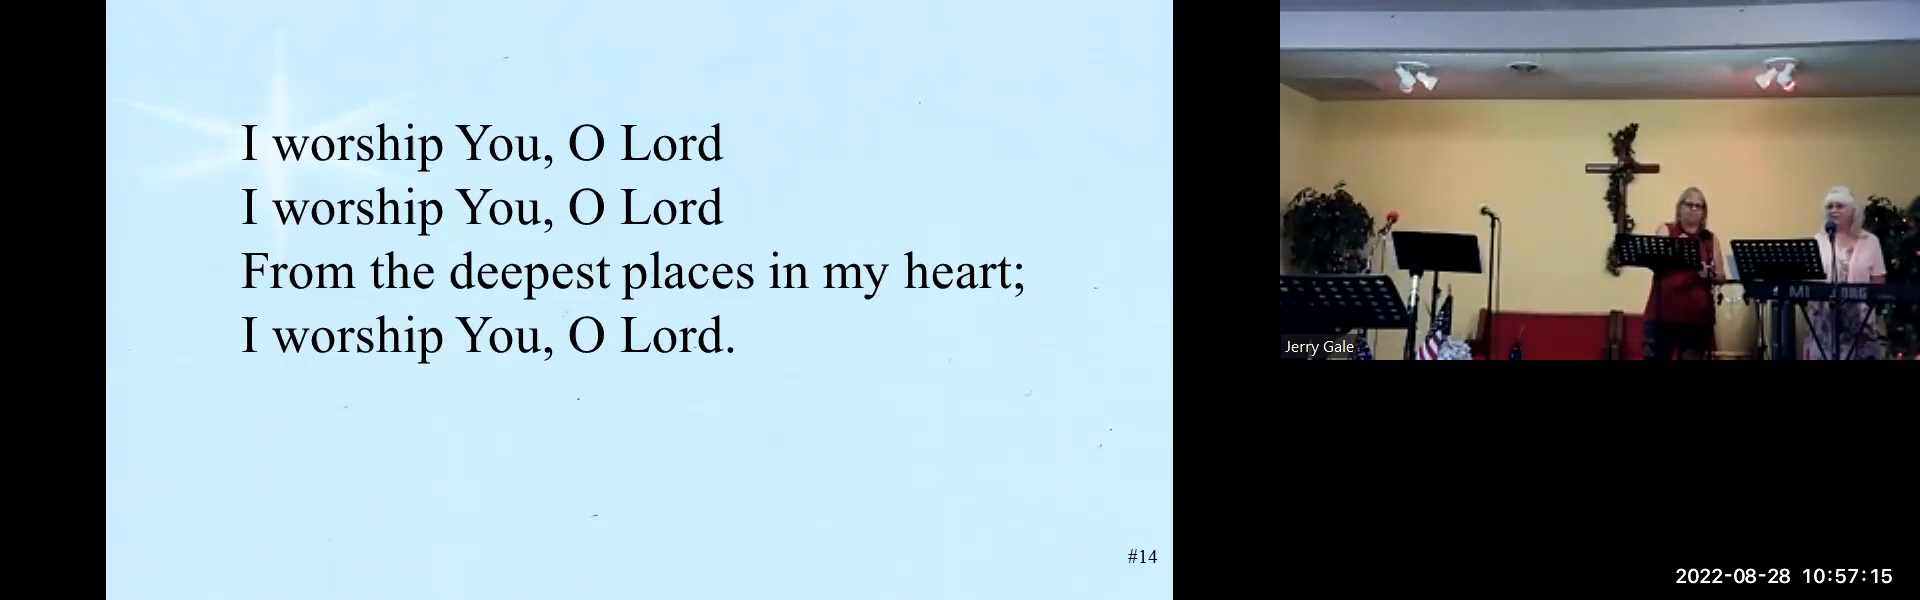 I worship You, O Lord
I worship You, O Lord
From the deepest places in my heart;
I worship You, O Lord.
#14
Jerry Gale
2022-08-28 10:57:15